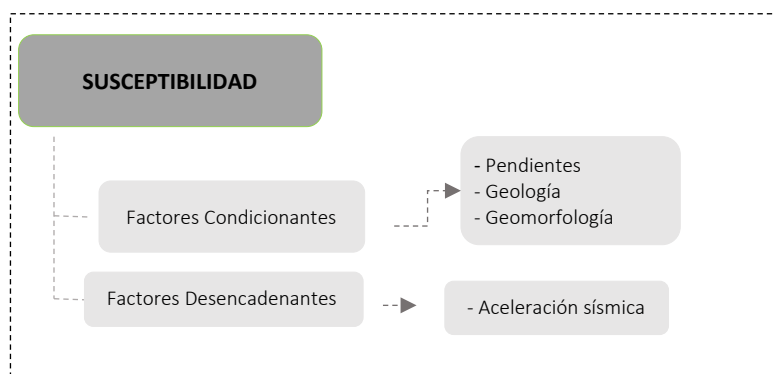 SUSCEPTIBILIDAD
Factores Condicionantes
- Pendientes
- Geología
- Geomorfología
Factores Desencadenantes
- Aceleración sísmica